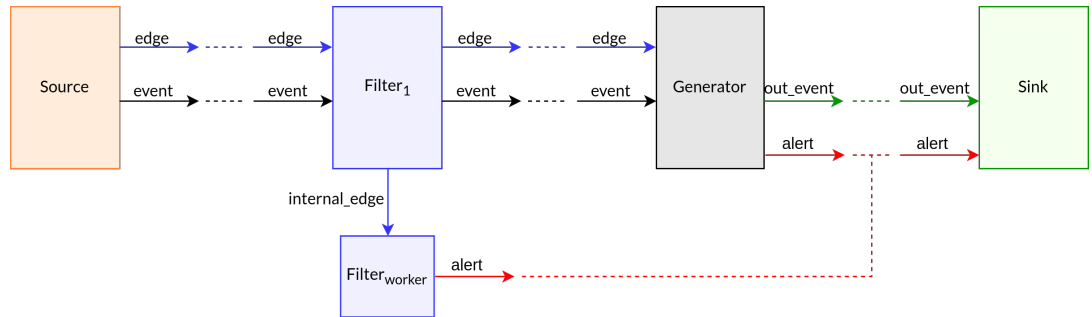 edge
edge
edge
edge
Source
event
event
Filter1
event
event
Generator
out_event
out_event
Sink
alert
alert
internal_edge
Filterworker
alert